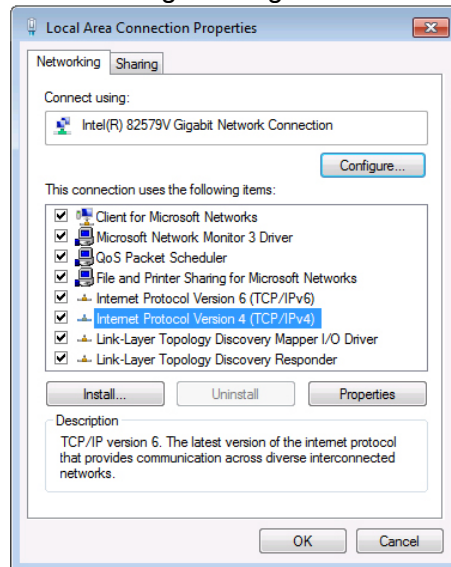 Local Area Connection Properties
Networking
Sharing
Connect using:
Intel(R) 82579V Gigabit Network Connection
Configure...
This connection uses the following items:
Client for Microsoft Networks
Microsoft Network Monitor 3 Driver
QoS Packet Scheduler
File and Printer Sharing for Microsoft Networks
Internet Protocol Version 6 (TCP/IPv6)
Internet Protocol Version 4 (TCP/IPv4)
Link-Layer Topology Discovery Mapper I/O Driver
Link-Layer Topology Discovery Responder
Install...
Uninstall
Properties
Description
TCP/IP version 6. The latest version of the internet protocol
that provides communication across diverse interconnected
networks.
OK
Cancel